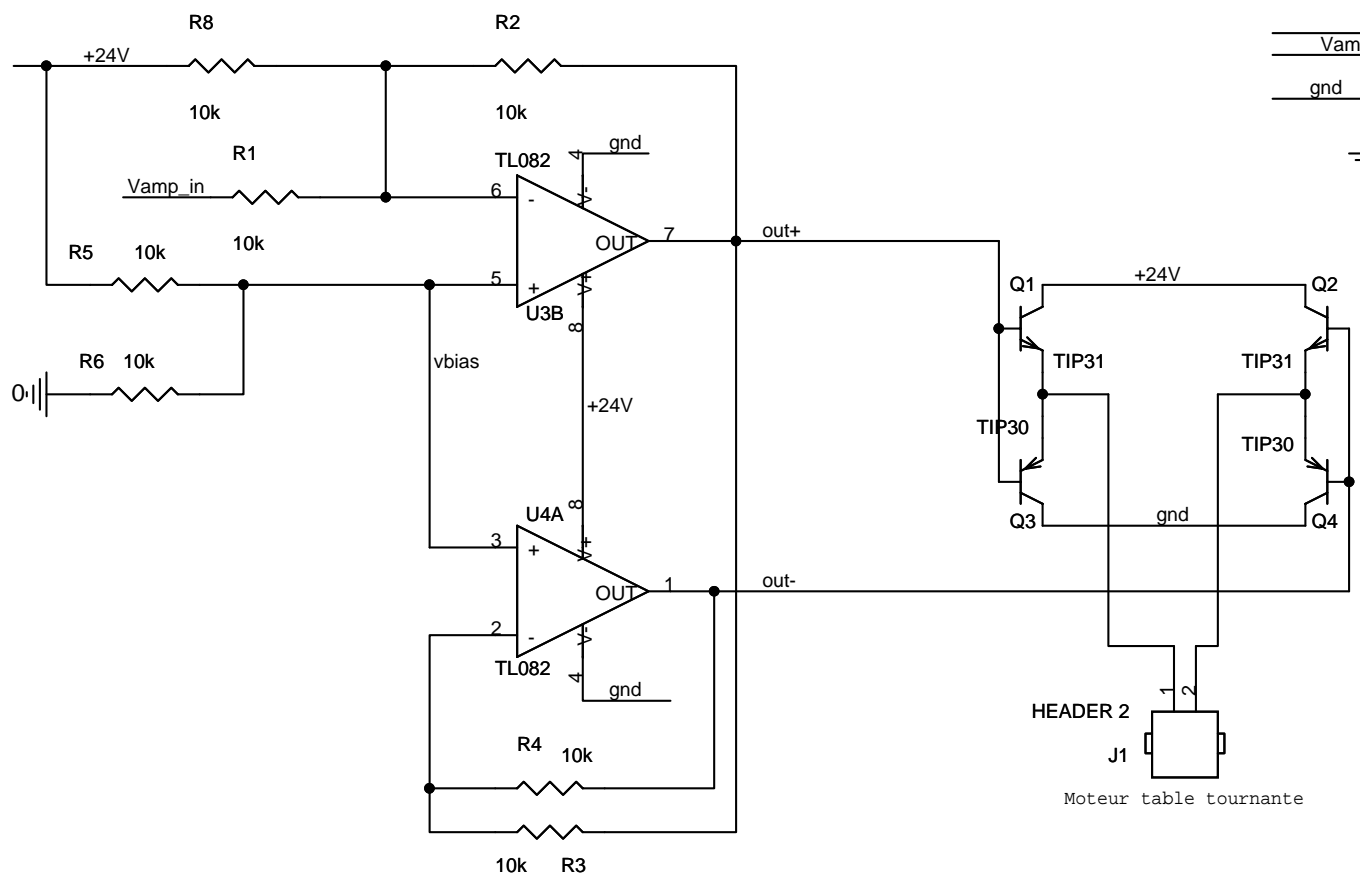 R8
R2
+24V
Vam
10k
10k
gnd
R1
TL082
4
gnd
Vamp_in
6
-
V-
R5
10k
10k
OUT
7
out+
5
+
V+
U3B
8
+24V
Q1
Q2
R6
10k
vbias
TIP31
TIP31
0
+24V
TIP30
TIP30
8
U4A
Q3
gnd
Q4
3
+
V+
OUT
1
out-
2
-
V-
TL082
4
gnd
1
2
HEADER 2
R4
10k
J1
Moteur table tournante
10k
R3